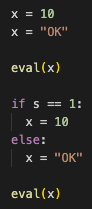 x = 10
x = "OK"

eval(x)

if s == 1:
    x = 10
else:
    x = "OK"

eval(x)